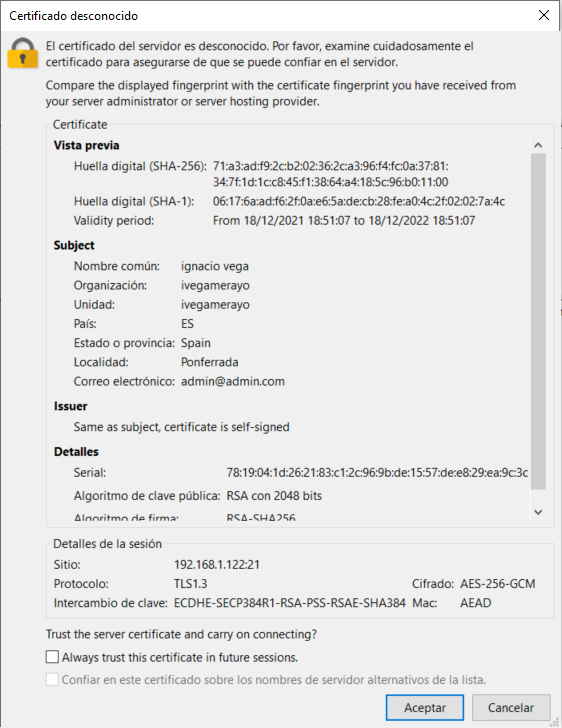 Certificado desconocido
El certificado del servidor es desconocido. Por favor, examine cuidadosamente el
certificado para asegurarse de que se puede confiar en el servidor.
Compare the displayed fingerprint with the certificate fingerprint you have received from
your server administrator or server hosting provider.
Certificate
Vista previa
Huella digital (SHA-256): 71:a3:ad:f9:2c:b2:02:36:2c:a3:96:f4:fc:0a:37:81:
34:7f:1d:1c:c8:45:f1:38:64:a4:18:5c:96:b0:11:00
Huella digital (SHA-1): 06:17:6a:ad:f6:2f:0a:e6:5a:de:cb:28:fe:a0:4c:2f:02:02:7a:4c
Validity period: From 18/12/2021 18:51:07 to 18/12/2022 18:51:07
Subject
Nombre común: ignacio vega
Organización: ivegamerayo
Unidad: ivegamerayo
País: ES
Estado o provincia: Spain
Localidad: Ponferrada
Correo electrónico: admin@admin.com
Issuer
Same as subject, certificate is self-signed
Detalles
Serial: 78:19:04:1d:26:21:83:c1:2c:96:9b:de:15:57:de:e8:29:ea:9c:3c
Algoritmo de clave pública: RSA con 2048 bits
Algoritmo de firma: RSA-SHA256
Detalles de la sesión
Sitio: 192.168.1.122:21
Protocolo: TLS1.3 Cifrado: AES-256-GCM
Intercambio de clave: ECDHE-SECP384R1-RSA-PSS-RSAE-SHA384 Mac: AEAD
Trust the server certificate and carry on connecting?
Always trust this certificate in future sessions.
Confiar en este certificado sobre los nombres de servidor alternativos de la lista.
Aceptar Cancelar